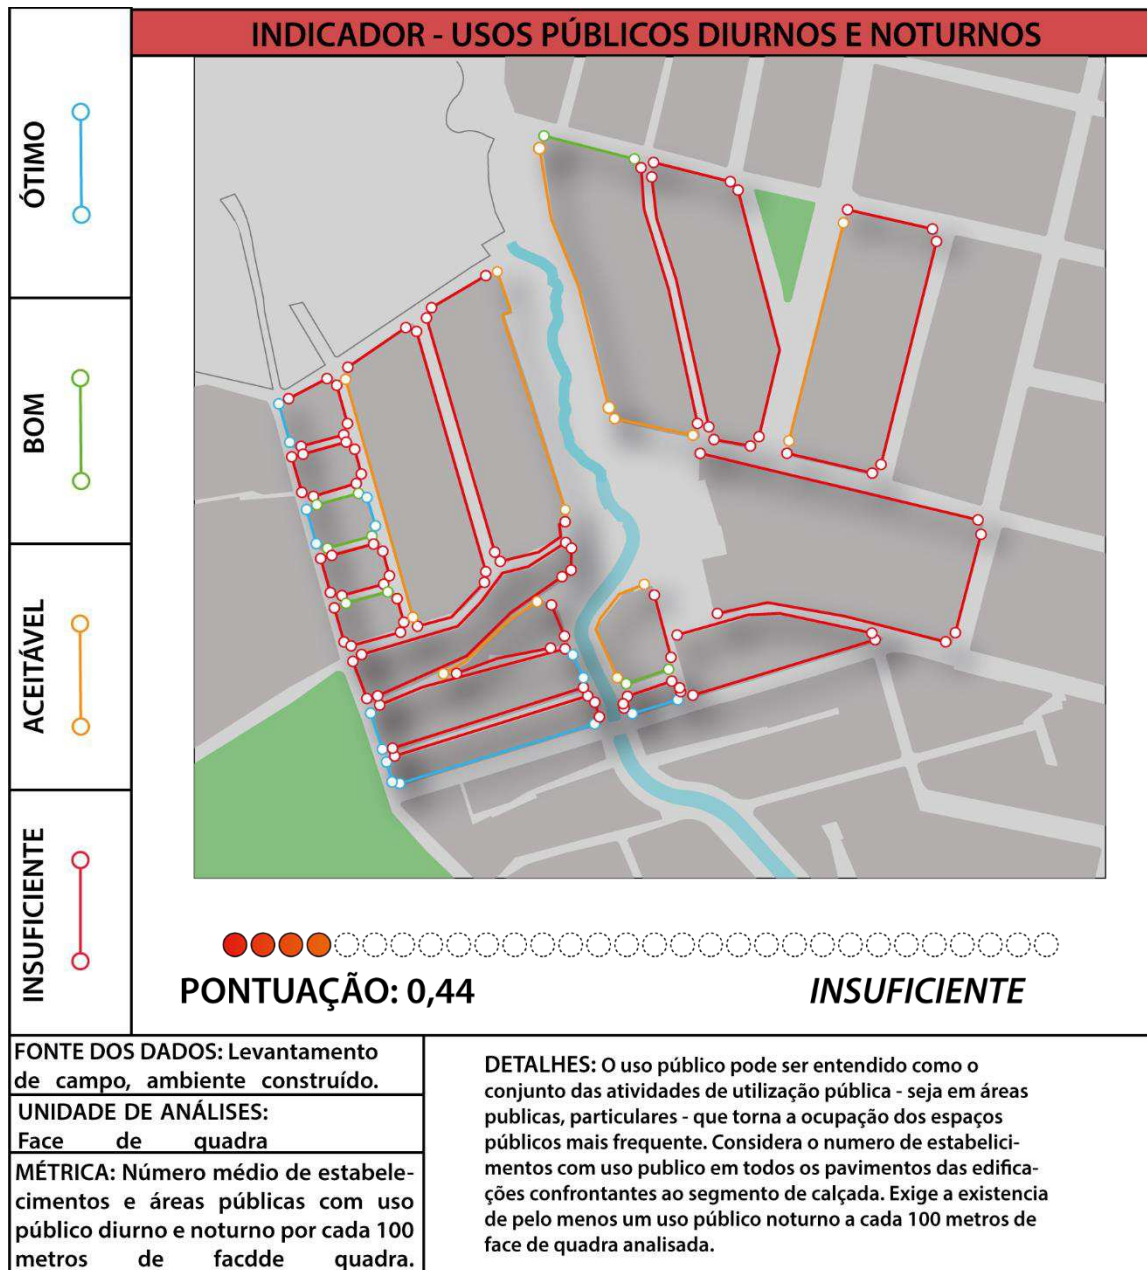 INDICADOR - USOS PÚBLICOS DIURNOS E NOTURNOS
ÓTIMO
BOM
ACEITÁVEL
INSUFICIENTE
PONTUAÇÃO: 0,44
INSUFICIENTE
FONTE DOS DADOS: Levantamento
de campo, ambiente construído.
UNIDADE DE ANÁLISES:
Face de quadra
MÉTRICA: Número médio de estabele-
cimentos e áreas públicas com uso
público diurno e noturno por cada 100
metros de facdde quadra.
DETALHES: O uso público pode ser entendido como o
conjunto das atividades de utilização pública - seja em áreas
publicas, particulares - que torna a ocupação dos espaços
públicos mais frequente. Considera o numero de estabelici-
mentos com uso publico em todos os pavimentos das edifica-
ções confrontantes ao segmento de calçada. Exige a existencia
de pelo menos um uso público noturno a cada 100 metros de
face de quadra analisada.